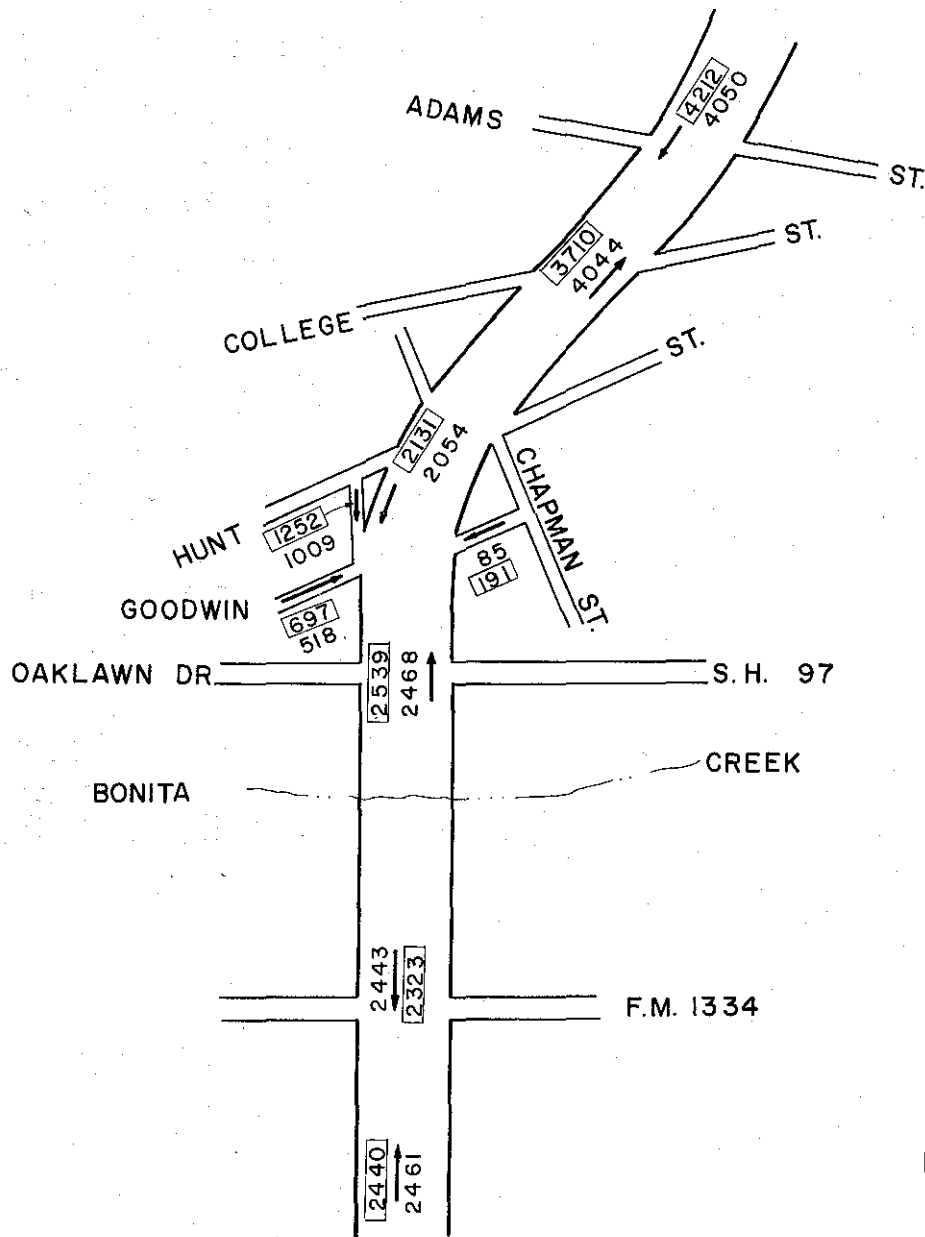 4212
4050
ADAMS
ST.
3710
4044
ST.
COLLEGE
ST.
2131
2054
CHAPMAN ST.
HUNT
1252
1009
85
191
GOODWIN
697
518
OAKLAWN DR.
2539
2468
S.H. 97
BONITA
CREEK
2443
2323
F.M. 1334
2440
2461